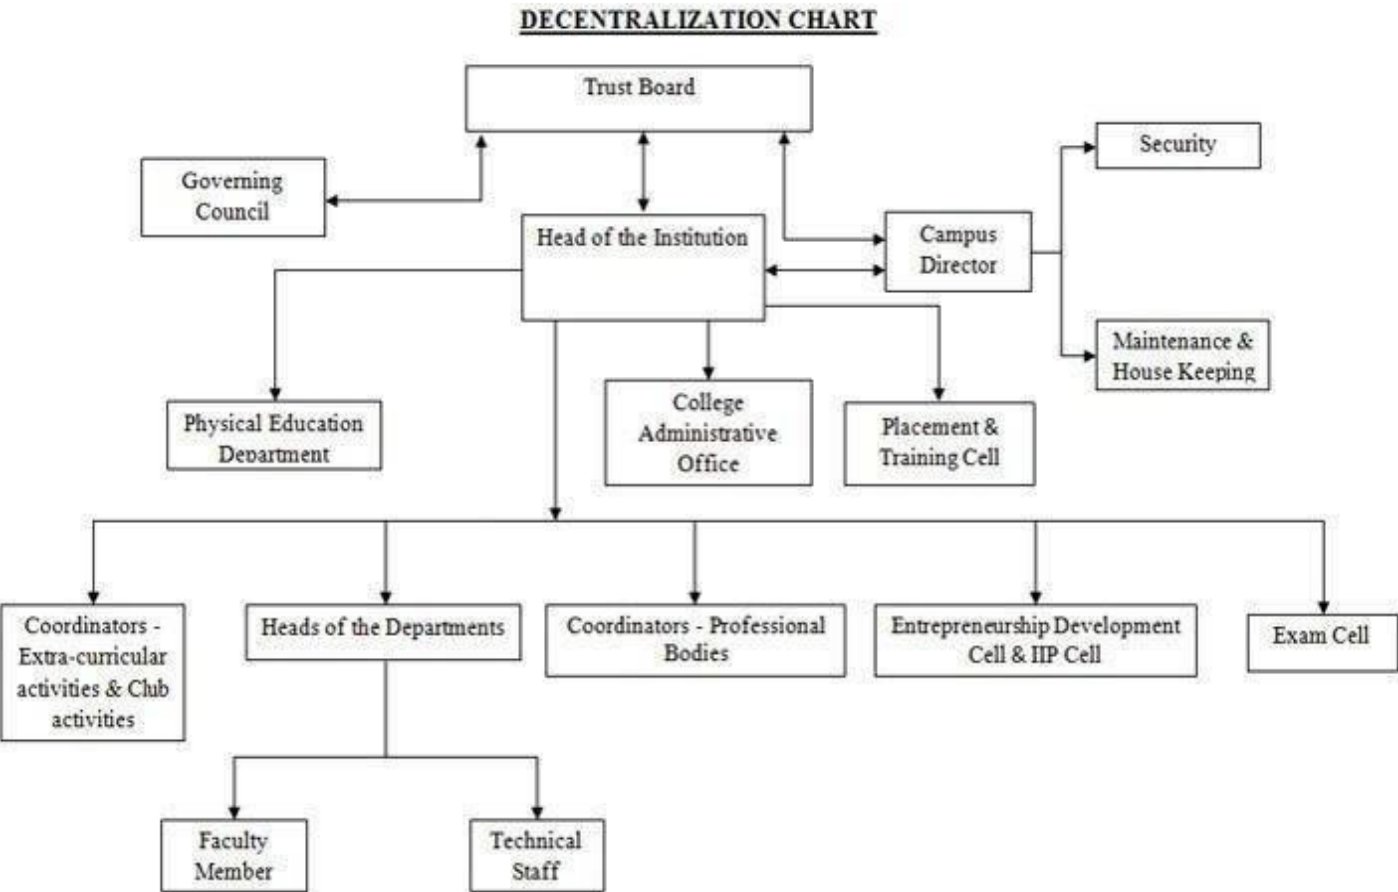 DECENTRALIZATION CHART
Trust Board
Security
Governing
Council
Head of the Institution
Campus
Director
Maintenance &
House Keeping
Physical Education
Department
College
Administrative
Office
Placement &
Training Cell
Coordinators -
Extra-curricular
activities & Club
activities
Heads of the Departments
Coordinators - Professional
Bodies
Entrepreneurship Development
Cell & IIP Cell
Exam Cell
Faculty
Member
Technical
Staff